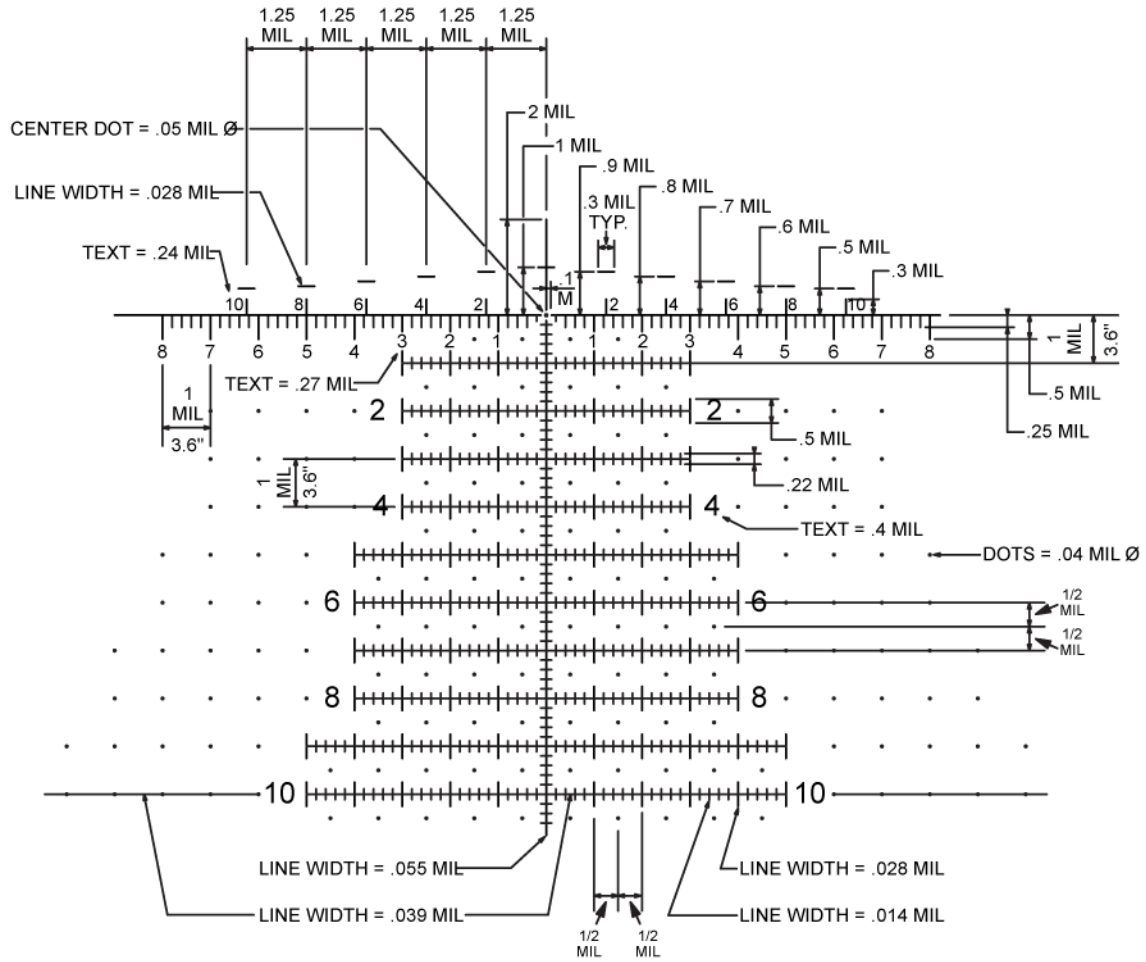 1.25 1.25 1.25 1.25 1.25
MIL MIL MIL MIL MIL
2 MIL
CENTER DOT = .05 MIL Ø
1 MIL
.9 MIL
LINE WIDTH = .028 MIL
.3 MIL
TYP.
.8 MIL
.7 MIL
.6 MIL
TEXT = .24 MIL
.5 MIL
.3 MIL
.1
M
10 8 6 4 2 2 4 6 8 10
8 7 6 5 4 3 2 1 1 2 3 4 5 6 7 8
1
MIL
3.6"
TEXT = .27 MIL
.5 MIL
1
MIL
3.6"
2 2
.25 MIL
.5 MIL
1
MIL
3.6"
.22 MIL
4 4
TEXT = .4 MIL
DOTS = .04 MIL Ø
6 6
1/2
MIL
1/2
MIL
8 8
10 10
LINE WIDTH = .055 MIL
LINE WIDTH = .028 MIL
LINE WIDTH = .039 MIL
LINE WIDTH = .014 MIL
1/2 1/2
MIL MIL